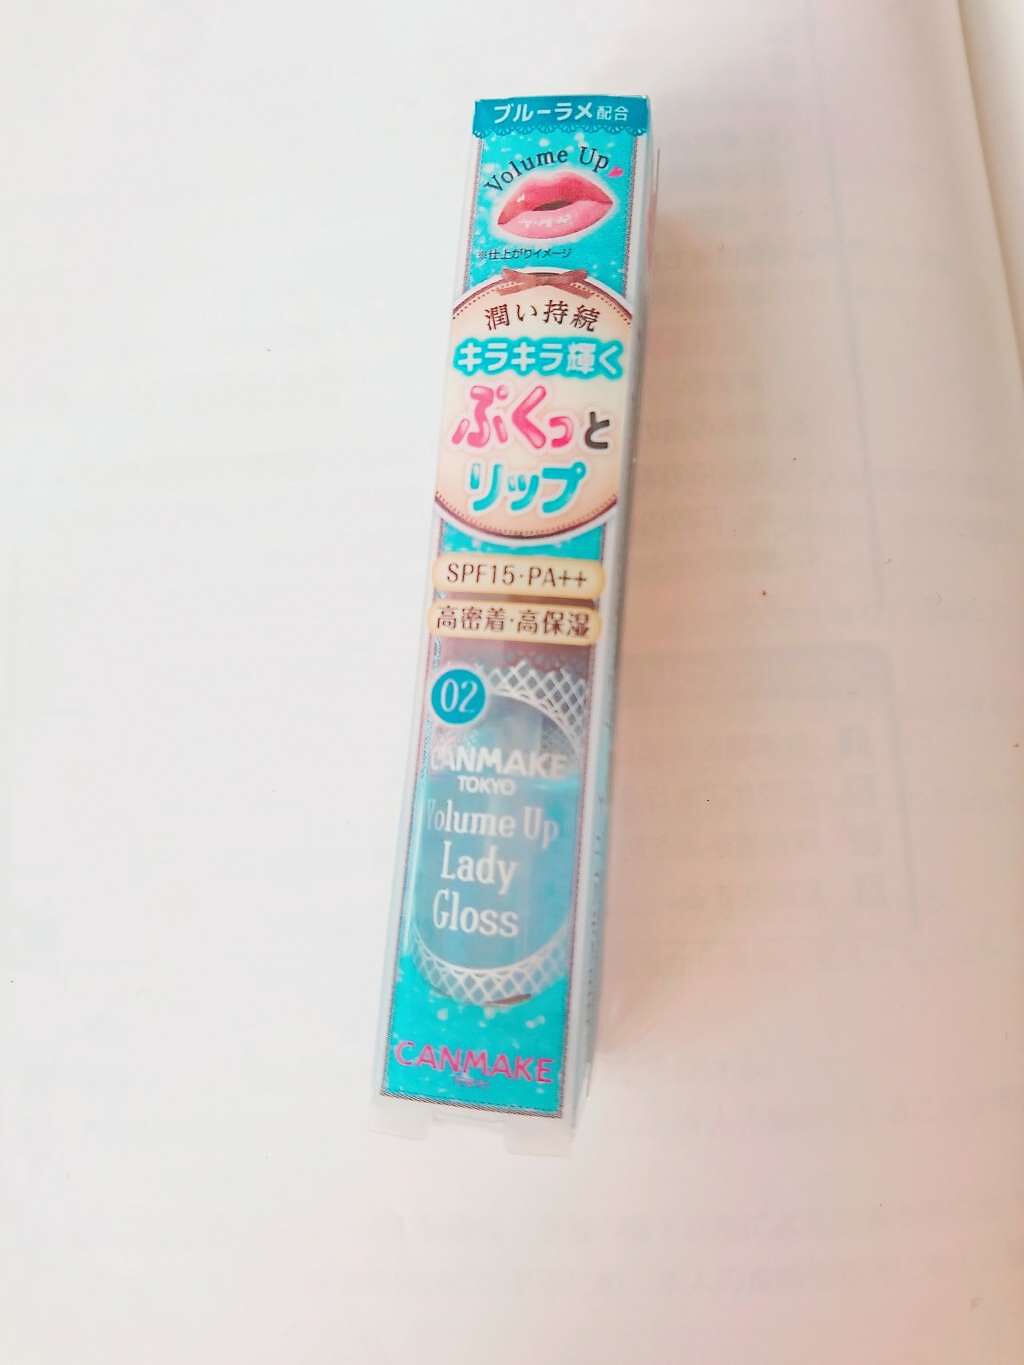 ブルーラメ配合
Volume Up
※仕上がりイメージ
潤い持続
キラキラ輝く
ぷくっと
リップ
SPF15・PA++
高密着・高保湿
02
CANMAKE
TOKYO
Volume Up
Lady
Gloss
CANMAKE
TOKYO